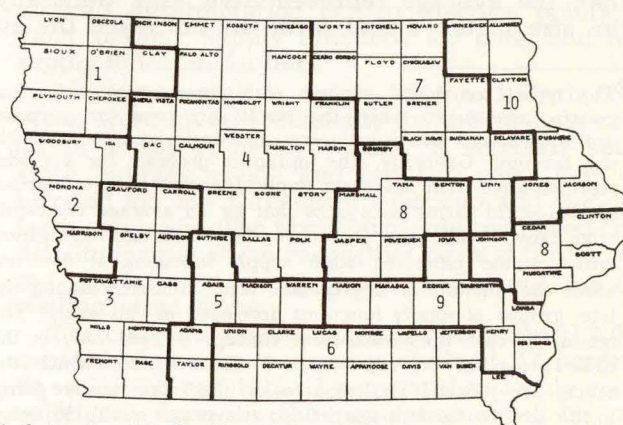 LYON OSCEOLA DICKINSON EMMET KOSSUTH WINNEBAGO WORTH MITCHELL HOWARD WINNESHIEK ALLAMAKEE
SIOUX O'BRIEN CLAY PALO ALTO HANCOCK CERRO GORDO FLOYD CHICKASAW
1 7
FAYETTE CLAYTON
PLYMOUTH CHEROKEE BUENA VISTA POCAHONTAS HUMBOLDT WRIGHT FRANKLIN BUTLER BREMER 10
WEBSTER
WOODBURY IDA SAC CALHOUN HAMILTON HARDIN GRUNDY BLACK HAWK BUCHANAN DELAWARE DUBUQUE
4
MONONA CRAWFORD CARROLL GREENE BOONE STORY MARSHALL TAMA BENTON LINN JONES JACKSON
2 8
CLINTON
CEDAR
HARRISON SHELBY AUDUBON GUTHRIE DALLAS POLK JASPER POWESHIEK IOWA JOHNSON 8 SCOTT
MUSCATINE
POTTAWATTAMIE CASS ADAIR MADISON WARREN MARION MAHASKA KEOKUK WASHINGTON LOUISA
3 5 9
MILLS MONTGOMERY ADAMS UNION CLARKE LUCAS MONROE WAPELLO JEFFERSON HENRY DES MOINES
6
FREMONT PAGE TAYLOR RINGGOLD DECATUR WAYNE APPANOOSE DAVIS VAN BUREN LEE